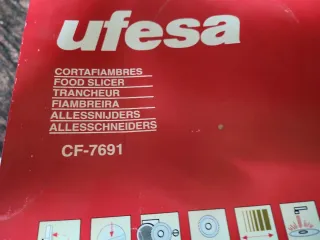 ufesa
CORTAFIAMBRES
FOOD SLICER
TRANCHEUR
FIAMBREIRA
ALLESSNIJDERS
ALLESSCHNEIDERS
CF-7691